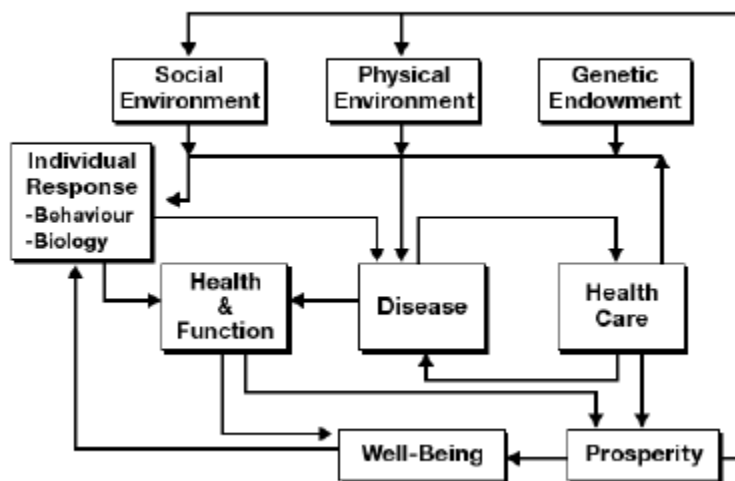 Social
Environment
Physical
Environment
Genetic
Endowment
Individual
Response
-Behaviour
-Biology
Health
&
Function
Disease
Health
Care
Well-Being
Prosperity